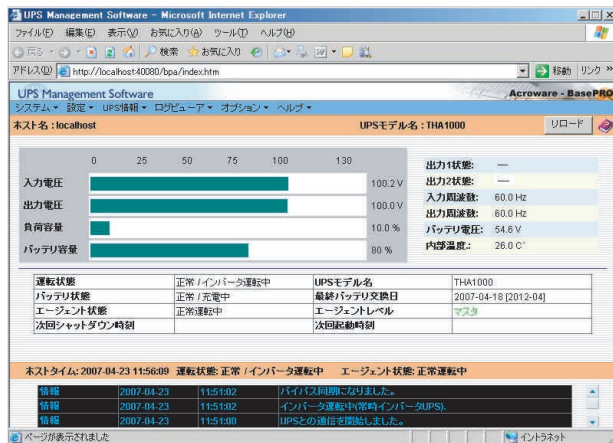 UPS Management Software - Microsoft Internet Explorer
ファイル(F) 編集(E) 表示(V) お気に入り(A) ツール(T) ヘルプ(H)
戻る 検索 お気に入り
アドレス(D) http://localhost:40080/bpa/index.htm 移動 リンク »
UPS Management Software Acroware - BasePRO
システム 設定 UPS情報 ログビューア オプション ヘルプ
ホスト名 : localhost UPSモデル名 : THA1000 リロード
0 25 50 75 100 130
入力電圧 100.2 V
出力電圧 100.0 V
負荷容量 10.0 %
バッテリ容量 80 %
出力1状態: —
出力2状態: —
入力周波数: 60.0 Hz
出力周波数: 60.0 Hz
バッテリ電圧: 54.6 V
内部温度.: 26.0 C゜
運転状態 正常 / インバータ運転中 UPSモデル名 THA1000
バッテリ状態 正常 / 充電中 最終バッテリ交換日 2007-04-18 [2012-04]
エージェント状態 正常運転中 エージェントレベル マスタ
次回シャットダウン時刻 次回起動時刻
ホストタイム: 2007-04-23 11:56:09 運転状態: 正常 / インバータ運転中 エージェント状態: 正常運転中
情報 2007-04-23 11:51:02 バイパス同期になりました。
情報 2007-04-23 11:51:02 インバータ運転中(常時インバータUPS).
情報 2007-04-23 11:51:00 UPSとの通信を開始しました。
ページが表示されました イントラネット